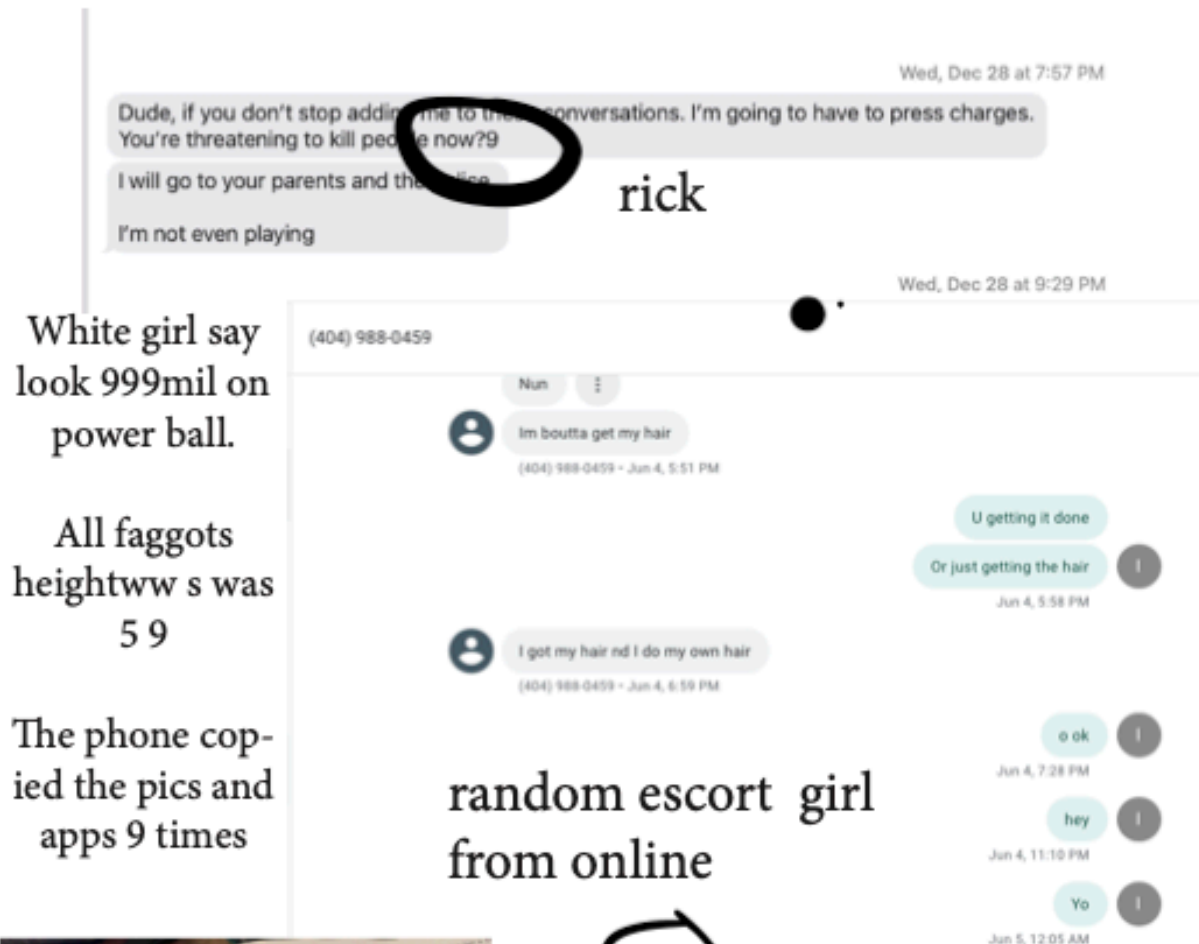 Wed, Dec 28 at 7:57 PM
Dude, if you don't stop adding me to these conversations. I'm going to have to press charges.
You're threatening to kill people now?9
I will go to your parents and the police
I'm not even playing
rick
Wed, Dec 28 at 9:29 PM
White girl say
look 999mil on
power ball.
All faggots
heightww s was
5 9
The phone cop-
ied the pics and
apps 9 times
(404) 988-0459
Nun
Im boutta get my hair
(404) 988-0459 • Jun 4, 5:51 PM
U getting it done
Or just getting the hair
I
Jun 4, 5:58 PM
I got my hair nd I do my own hair
(404) 988-0459 • Jun 4, 6:59 PM
o ok
I
Jun 4, 7:28 PM
random escort girl
from online
hey
I
Jun 4, 11:10 PM
Yo
I
Jun 5, 12:05 AM